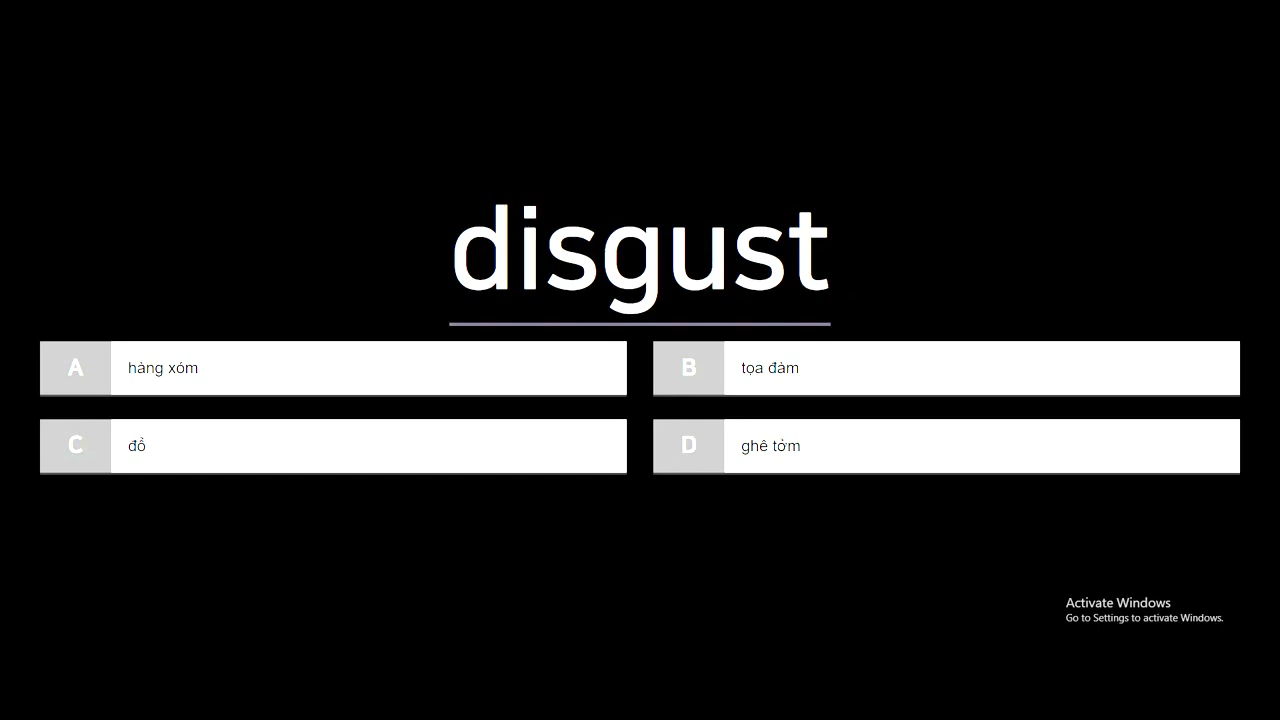 disgust
A hàng xóm
B tọa đàm
C đổ
D ghê tởm
Activate Windows
Go to Settings to activate Windows.